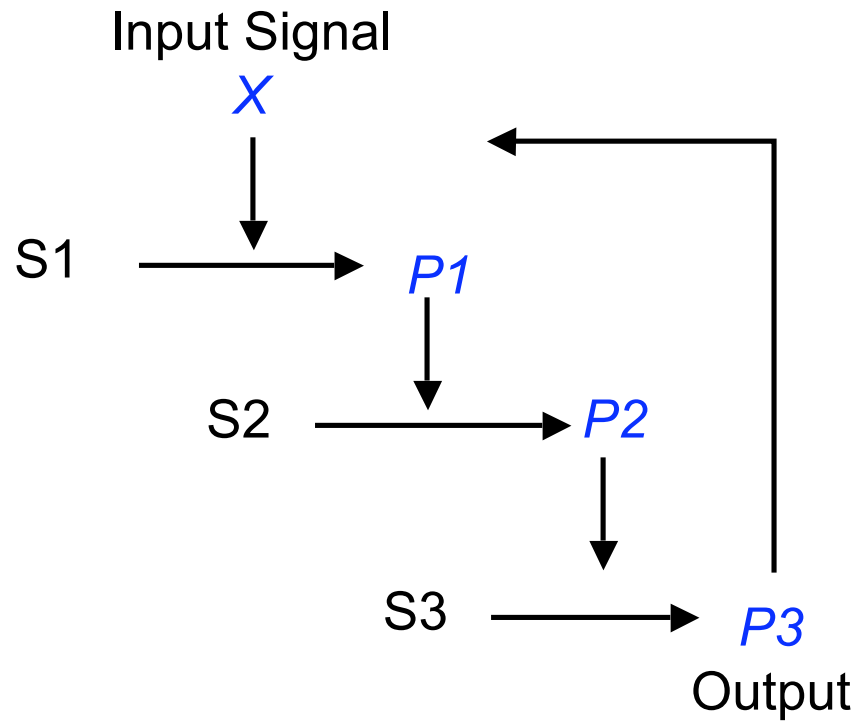 Input Signal
X
S1
P1
S2
P2
S3
P3
Output